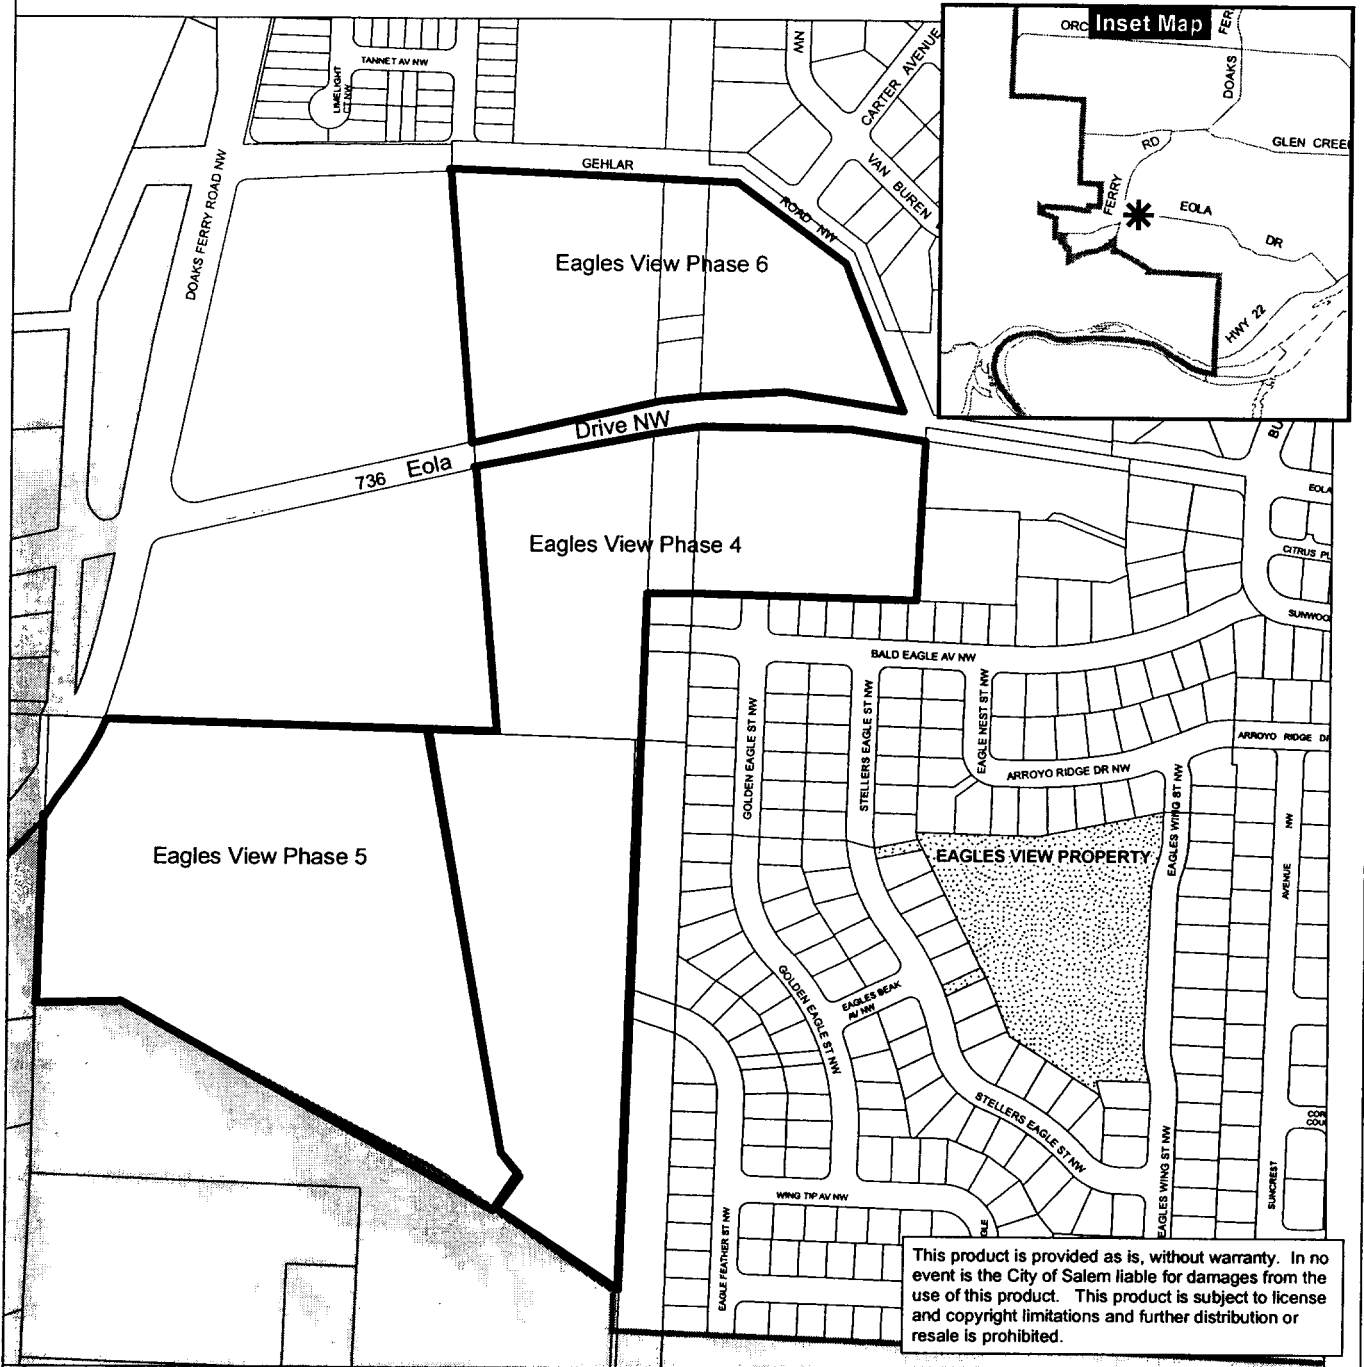 Inset Map
ORC
FER
DOAKS
GLEN CREE
RD
FERRY
EOLA
DR
HWY 22
TANNET AV NW
LIMELIGHT
CT NW
NW
CARTER AVENUE
VAN BUREN
GEHLAR
ROAD NW
DOAKS FERRY ROAD NW
Eagles View Phase 6
Drive NW
736 Eola
Eagles View Phase 4
BU
EOLA
CITRUS PL
SUNWOO
BALD EAGLE AV NW
GOLDEN EAGLE ST NW
STELLERS EAGLE ST NW
EAGLE NEST ST NW
ARROYO RIDGE DR NW
ARROYO RIDGE DR
EAGLES WING ST NW
AVENUE NW
Eagles View Phase 5
EAGLES VIEW PROPERTY
GOLDEN EAGLE ST NW
EAGLES BEAK
AV NW
STELLERS EAGLE ST NW
EAGLES WING ST NW
SUNCREST
COR
COU
WING TIP AV NW
EAGLE FEATHER ST NW
GLE
This product is provided as is, without warranty. In no
event is the City of Salem liable for damages from the
use of this product. This product is subject to license
and copyright limitations and further distribution or
resale is prohibited.